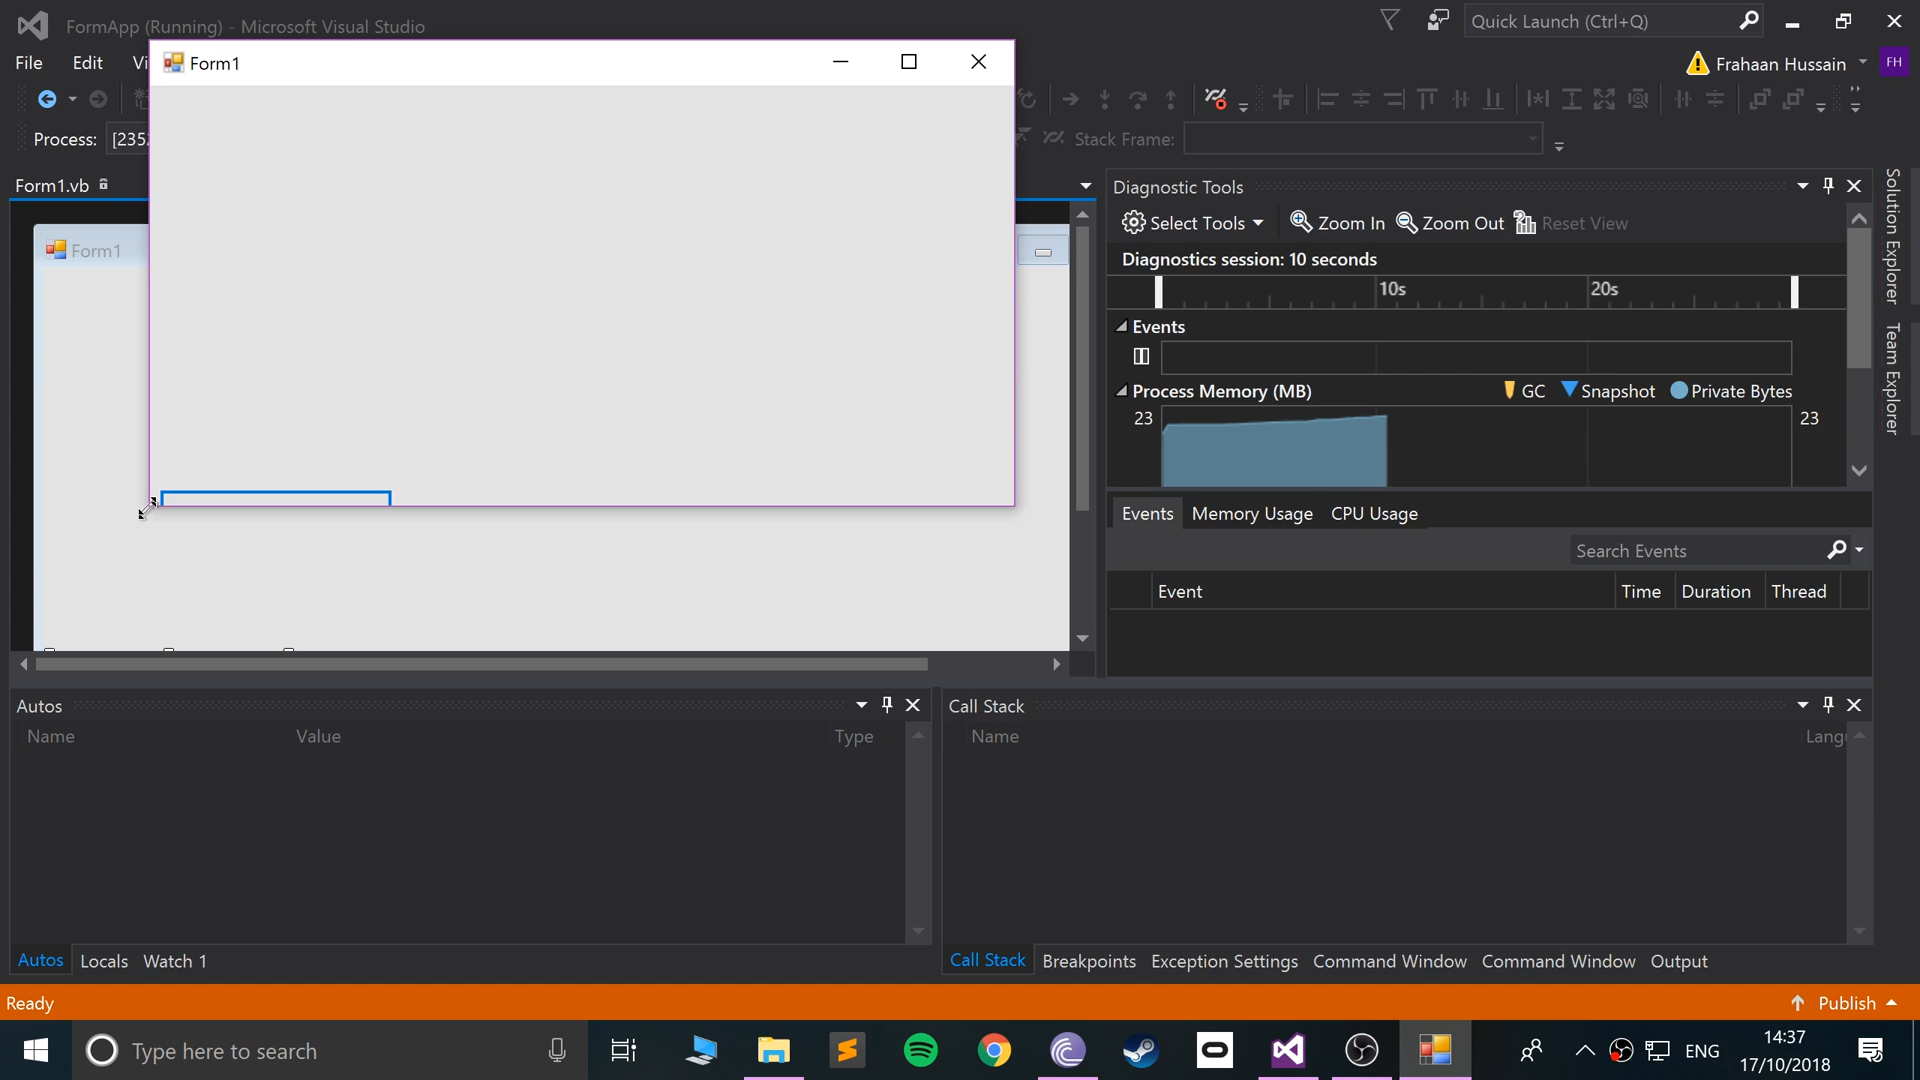 FormApp (Running) - Microsoft Visual Studio
Quick Launch (Ctrl+Q)
File Edit Vi
Form1
Frahaan Hussain
FH
Process: [235
Stack Frame:
Form1.vb
Form1
Diagnostic Tools
Select Tools
Zoom In
Zoom Out
Reset View
Diagnostics session: 10 seconds
10s
20s
Events
Process Memory (MB)
GC
Snapshot
Private Bytes
23
23
Events Memory Usage CPU Usage
Search Events
Event Time Duration Thread
Solution Explorer
Team Explorer
Autos
Name Value Type
Call Stack
Name Lang
Autos Locals Watch 1
Call Stack Breakpoints Exception Settings Command Window Command Window Output
Ready
Publish
Type here to search
ENG
14:37
17/10/2018